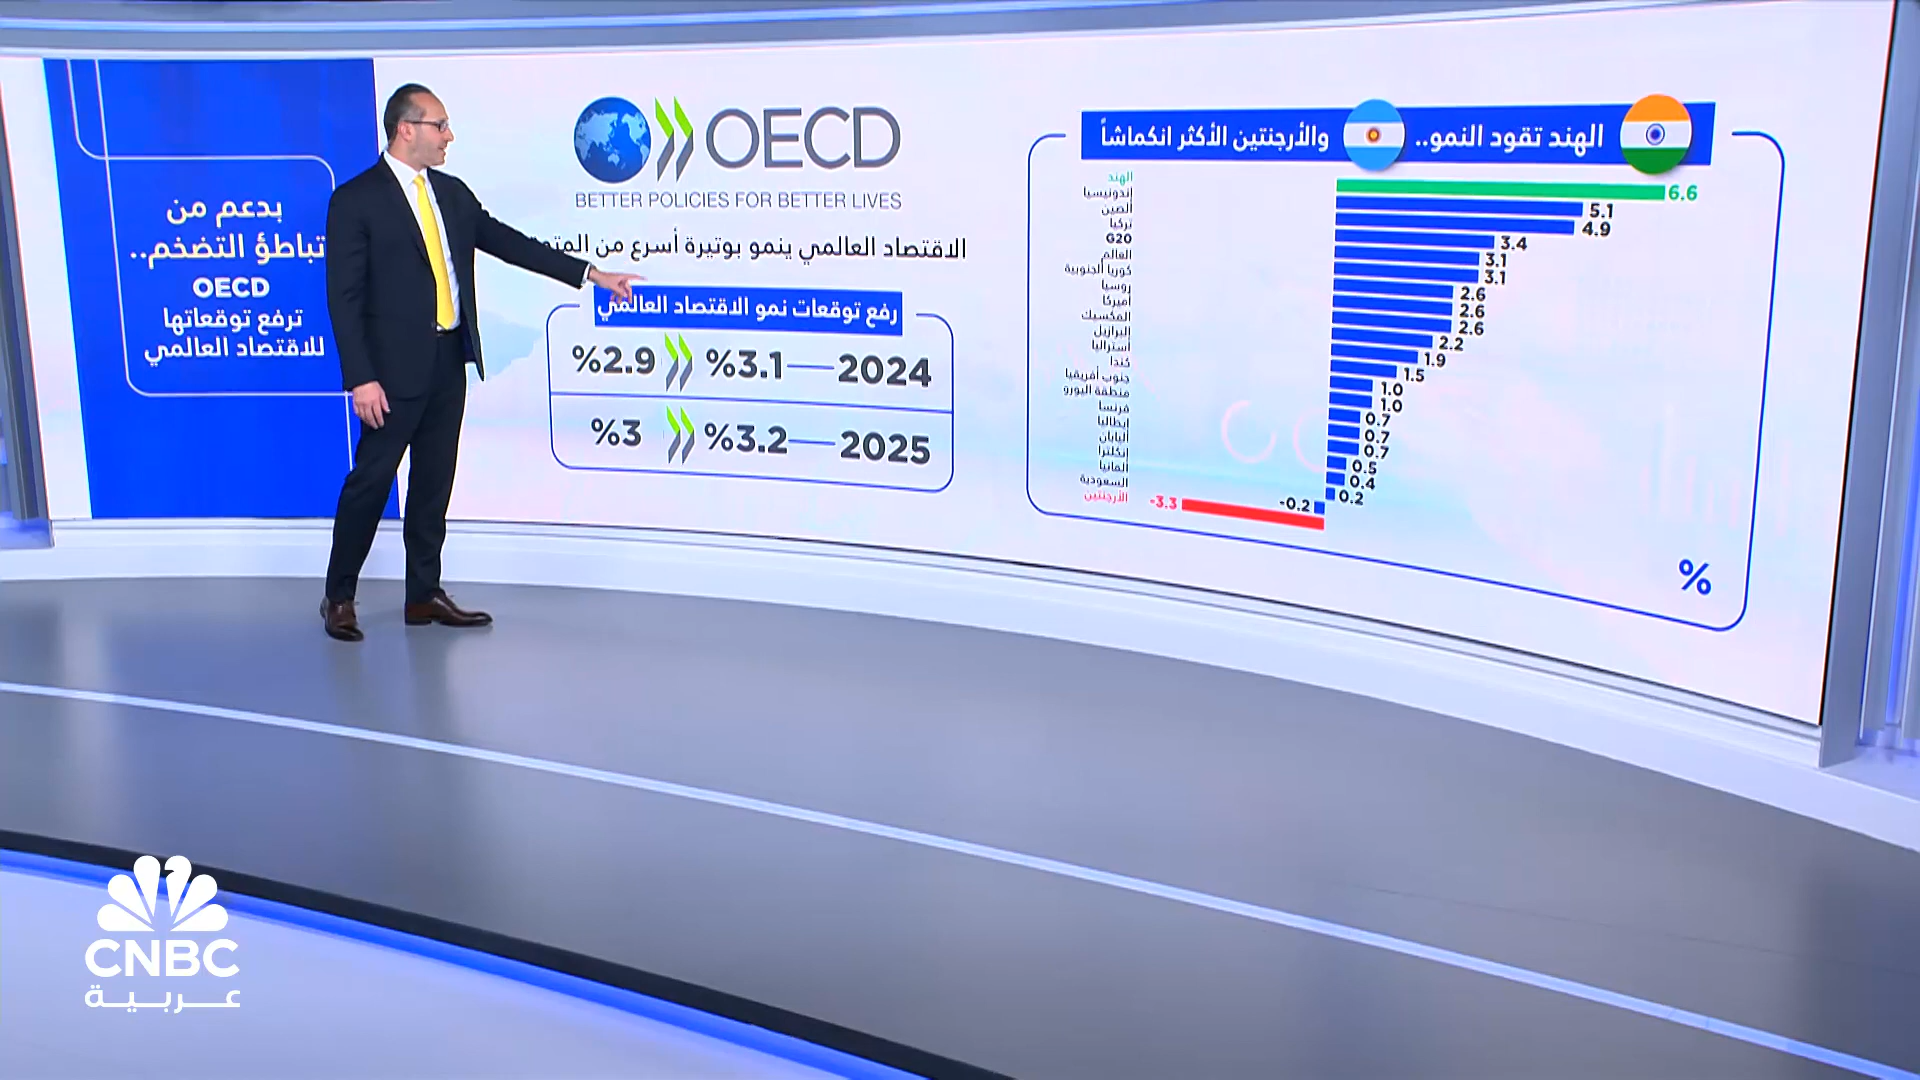 بدعم من
تباطؤ التضخم..
OECD
ترفع توقعاتها
للاقتصاد العالمي
OECD
BETTER POLICIES FOR BETTER LIVES
الاقتصاد العالمي ينمو بوتيرة أسرع من
رفع توقعات نمو الاقتصاد العالمي
2024 %3.1 %2.9
2025 %3.2 %3
الهند تقود النمو.. والأرجنتين الأكثر انكماشاً
الهند
إندونيسيا
الصين
تركيا
G20
العالم
كوريا الجنوبية
روسيا
أميركا
المكسيك
البرازيل
أستراليا
كندا
جنوب أفريقيا
منطقة اليورو
فرنسا
إيطاليا
اليابان
إنكلترا
ألمانيا
السعودية
الأرجنتين
6.6
5.1
4.9
3.4
3.1
3.1
2.6
2.6
2.6
2.2
1.9
1.5
1.0
1.0
0.7
0.7
0.7
0.5
0.4
0.2
-0.2
-3.3
%
CNBC
عربية